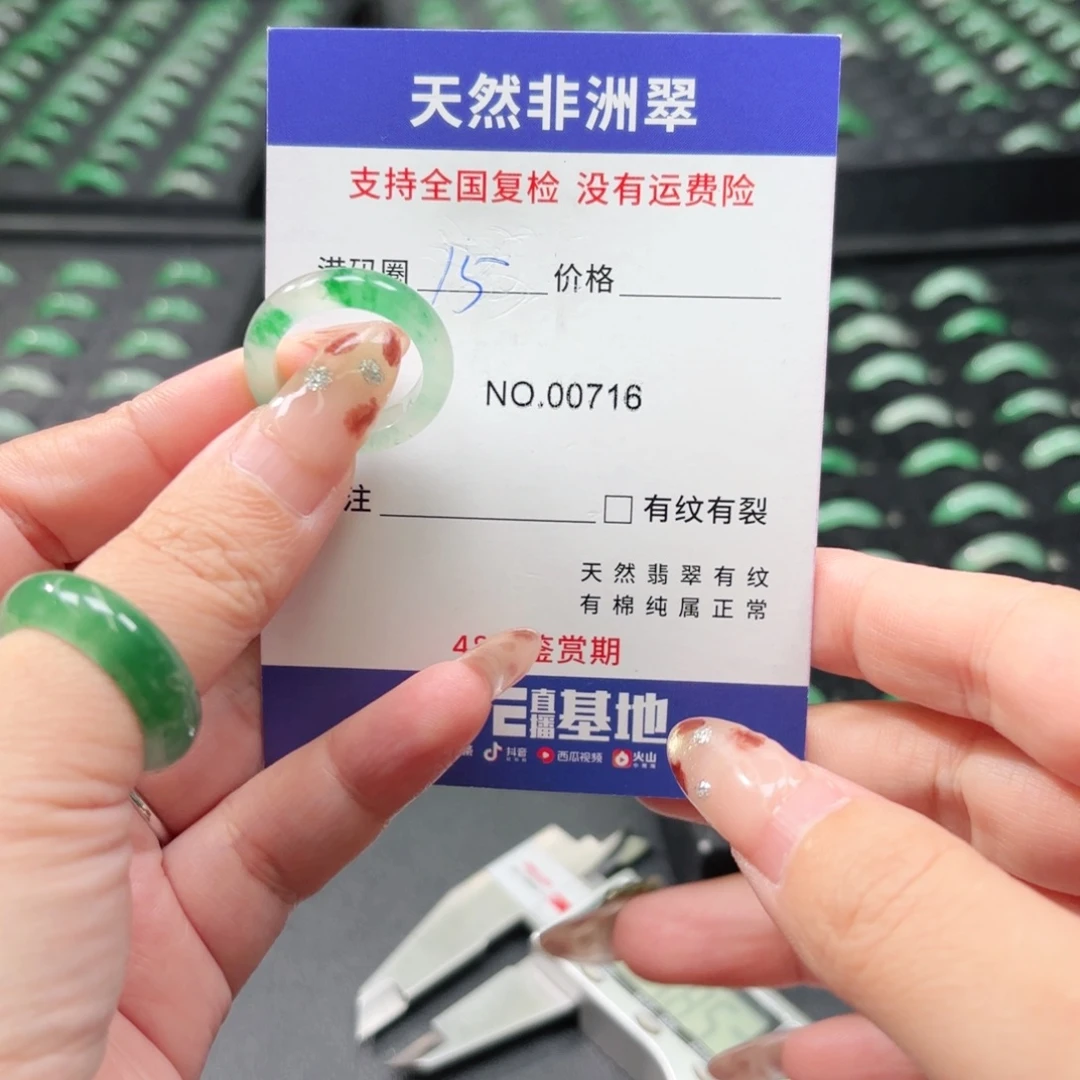 天然非洲翠
支持全国复检 没有运费险
港码圈 15 价格
NO.00716
注 □ 有纹有裂
天然翡翠有纹
有棉纯属正常
鉴赏期
直播基地
抖音 西瓜视频 火山